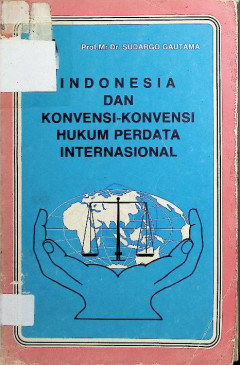 Prof. Mr. Dr. SUDARGO GAUTAMA
INDONESIA
DAN
KONVENSI-KONVENSI
HUKUM PERDATA
INTERNASIONAL